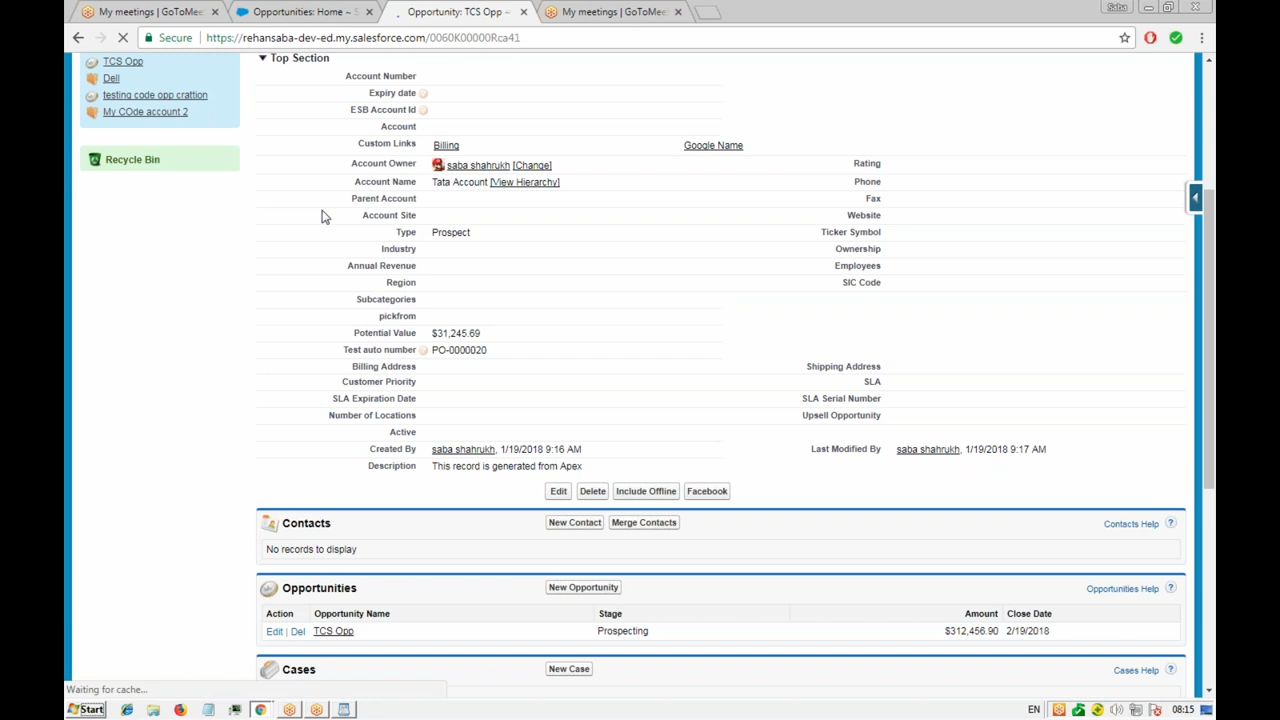 My meetings | GoToMee
Opportunities: Home ~ S
Opportunity: TCS Opp ~
My meetings | GoToMee
Saba
Secure https://rehansaba-dev-ed.my.salesforce.com/0060K00000Rca41
TCS Opp
Dell
testing code opp crattion
My COde account 2
Recycle Bin
Top Section
Account Number
Expiry date
ESB Account Id
Account
Custom Links Billing Google Name
Account Owner saba shahrukh [Change] Rating
Account Name Tata Account [View Hierarchy] Phone
Parent Account Fax
Account Site Website
Type Prospect Ticker Symbol
Industry Ownership
Annual Revenue Employees
Region SIC Code
Subcategories
pickfrom
Potential Value $31,245.69
Test auto number PO-0000020
Billing Address Shipping Address
Customer Priority SLA
SLA Expiration Date SLA Serial Number
Number of Locations Upsell Opportunity
Active
Created By saba shahrukh, 1/19/2018 9:16 AM Last Modified By saba shahrukh, 1/19/2018 9:17 AM
Description This record is generated from Apex
Edit Delete Include Offline Facebook
Contacts New Contact Merge Contacts Contacts Help ?
No records to display
Opportunities New Opportunity Opportunities Help ?
Action Opportunity Name Stage Amount Close Date
Edit | Del TCS Opp Prospecting $312,456.90 2/19/2018
Cases New Case Cases Help ?
Waiting for cache...
Start EN 08:15